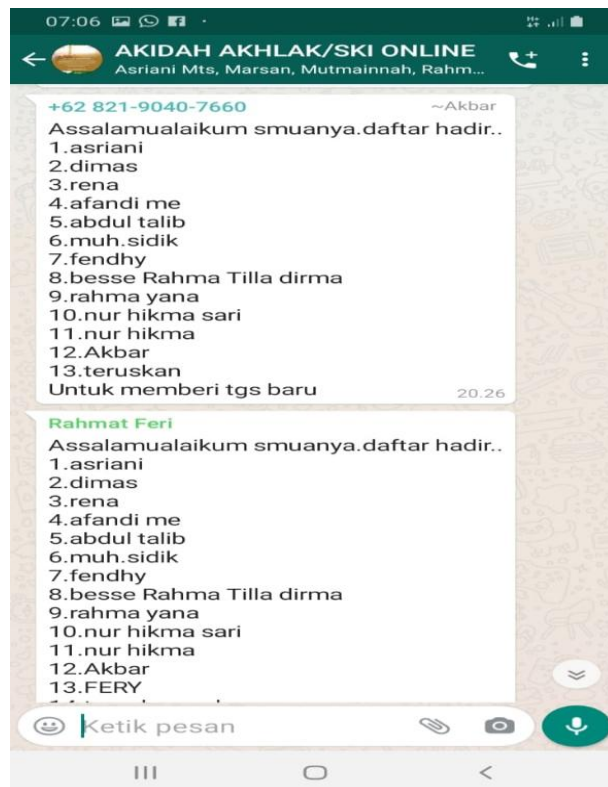 07:06
AKIDAH AKHLAK/SKI ONLINE
Asriani Mts, Marsan, Mutmainnah, Rahm...
+62 821-9040-7660 ~Akbar
Assalamualaikum smuanya.daftar hadir..
1.asriani
2.dimas
3.rena
4.afandi me
5.abdul talib
6.muh.sidik
7.fendhy
8.besse Rahma Tilla dirma
9.rahma yana
10.nur hikma sari
11.nur hikma
12.Akbar
13.teruskan
Untuk memberi tgs baru 20.26
Rahmat Feri
Assalamualaikum smuanya.daftar hadir..
1.asriani
2.dimas
3.rena
4.afandi me
5.abdul talib
6.muh.sidik
7.fendhy
8.besse Rahma Tilla dirma
9.rahma yana
10.nur hikma sari
11.nur hikma
12.Akbar
13.FERY
Ketik pesan